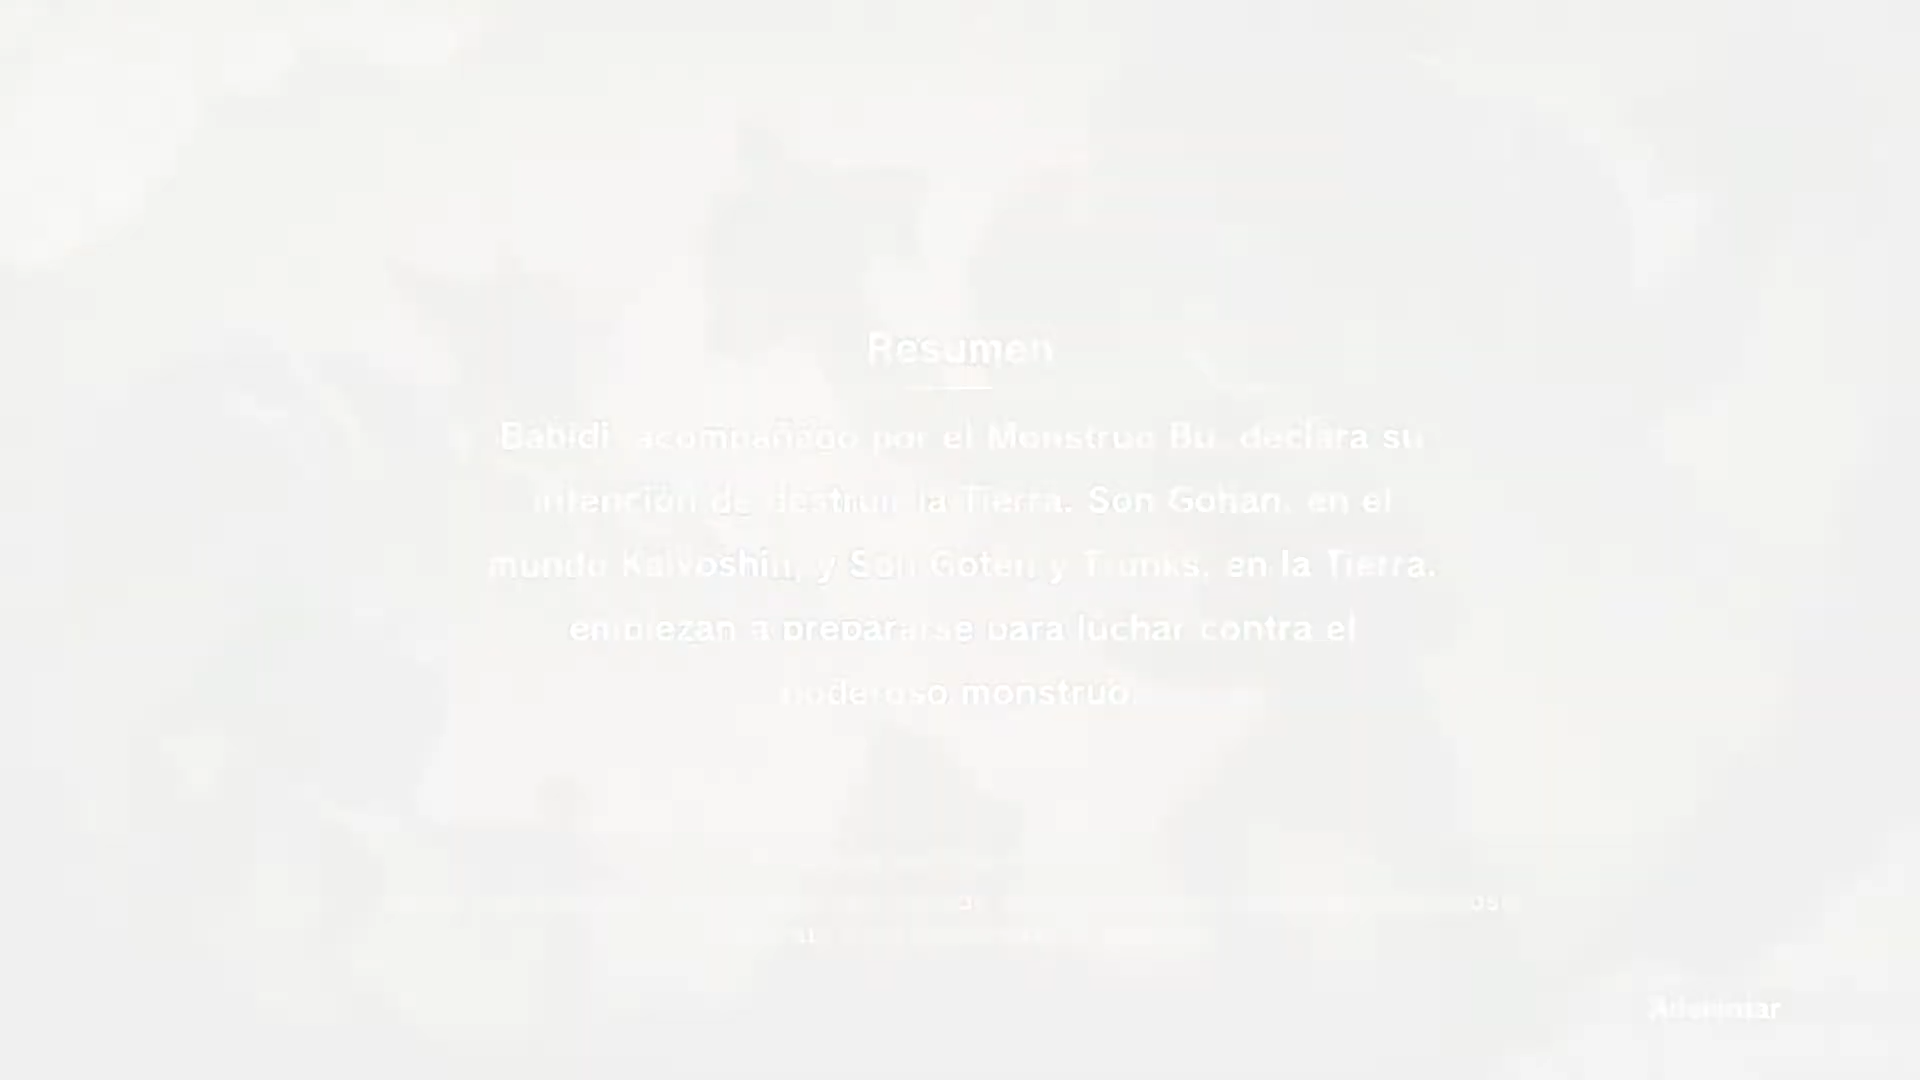 Resumen
Babidi, acompañado por el Monstruo Bu, declara su
intención de destruir la Tierra. Son Gohan, en el
mundo Kaivoshin, y Son Goten y Trunks, en la Tierra,
empiezan a prepararse para luchar contra el
poderoso monstruo.
Adelantar